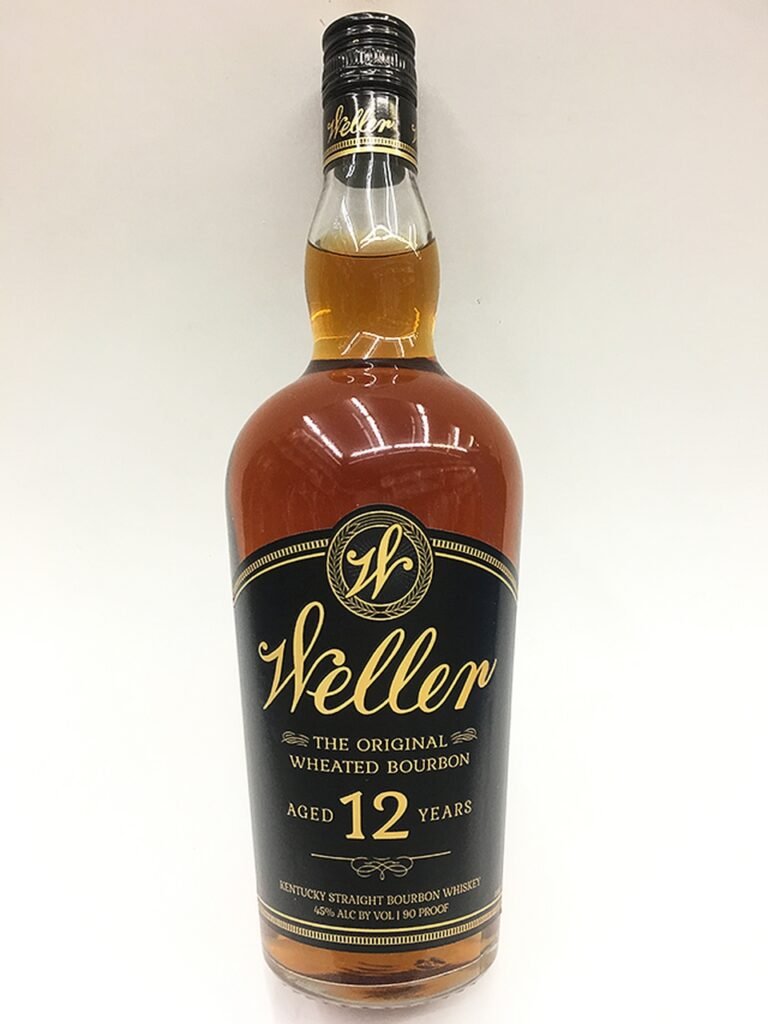 Weller
W
Weller
THE ORIGINAL
WHEATED BOURBON
AGED 12 YEARS
KENTUCKY STRAIGHT BOURBON WHISKEY
45% ALC BY VOL | 90 PROOF